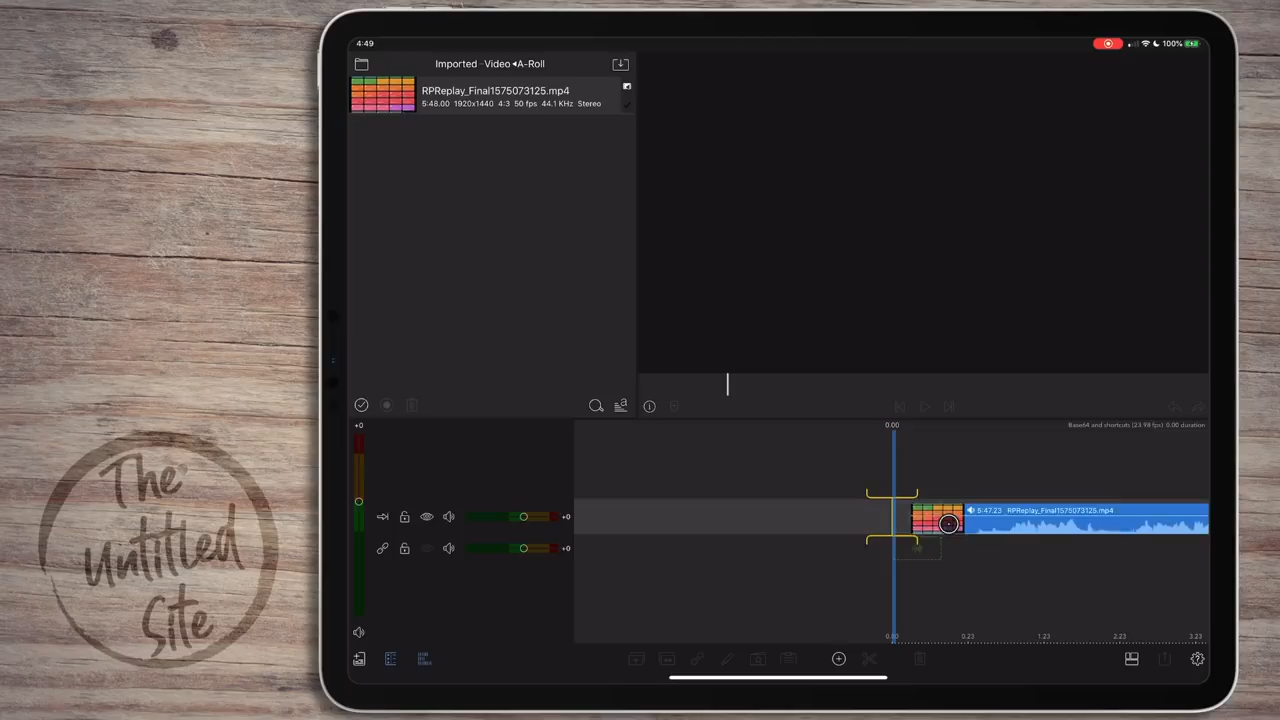 4:49
100%
Imported Video A-Roll
RPReplay_Final1575073125.mp4
5:48.00 1920x1440 4:3 50 fps 44.1 KHz Stereo
a
+0
0.00
Base64 and shortcuts (23.98 fps) 0.00 duration
5:47.23 RPReplay_Final1575073125.mp4
+0
+0
0.00 0.23 1.23 2.23 3.23
The
Untitled
Site